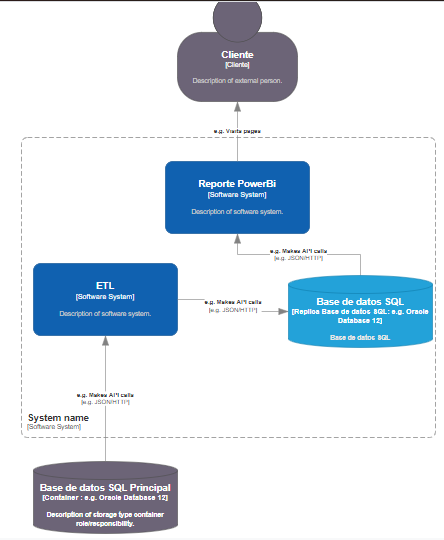 Cliente
[Cliente]
Description of external person.
e.g. Visits pages
Reporte PowerBi
[Software System]
Description of software system.
e.g. Makes API calls
[e.g. JSON/HTTP]
ETL
[Software System]
Description of software system.
e.g. Makes API calls
[e.g. JSON/HTTP]
Base de datos SQL
[Replica Base de datos SQL : e.g. Oracle
Database 12]
Base de datos SQL
e.g. Makes API calls
[e.g. JSON/HTTP]
System name
[Software System]
Base de datos SQL Principal
[Container : e.g. Oracle Database 12]
Description of storage type container
role/responsibility.